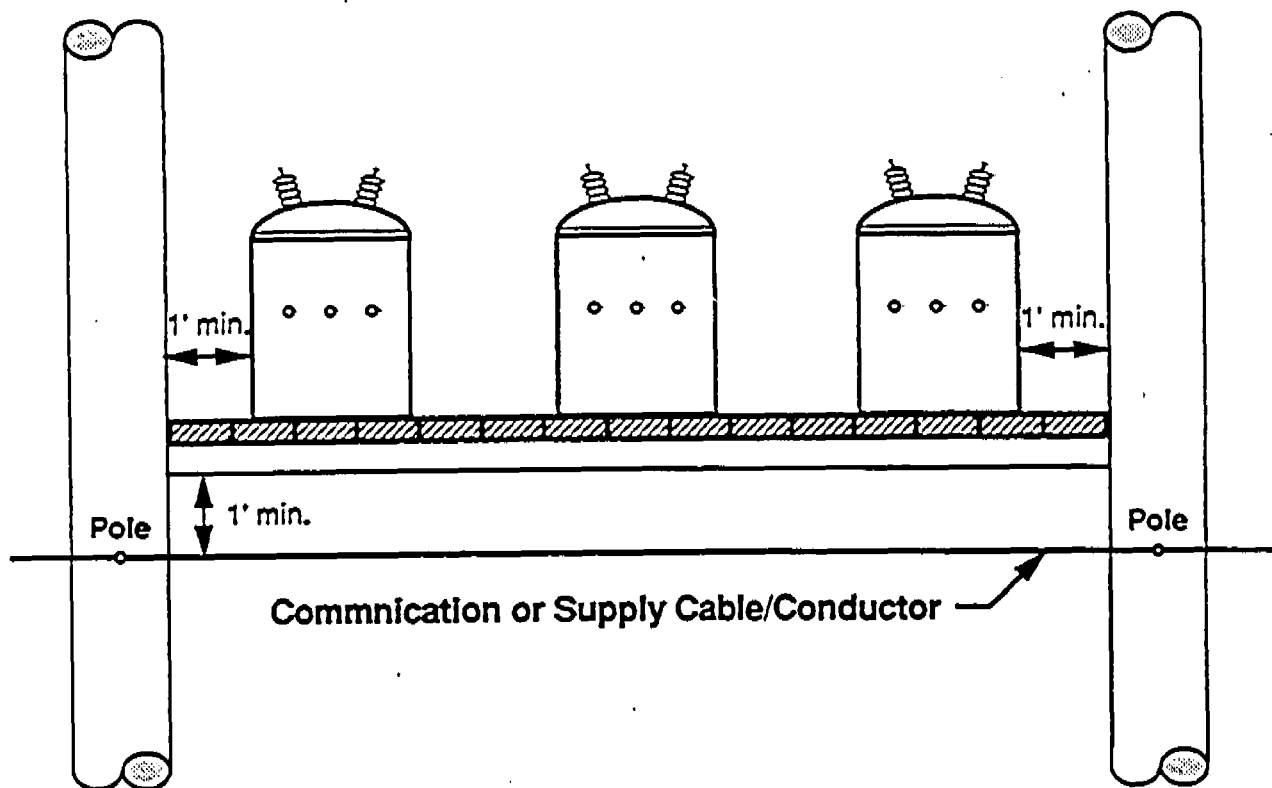 1' min.
1' min.
1' min.
Pole
Pole
Commnication or Supply Cable/Conductor